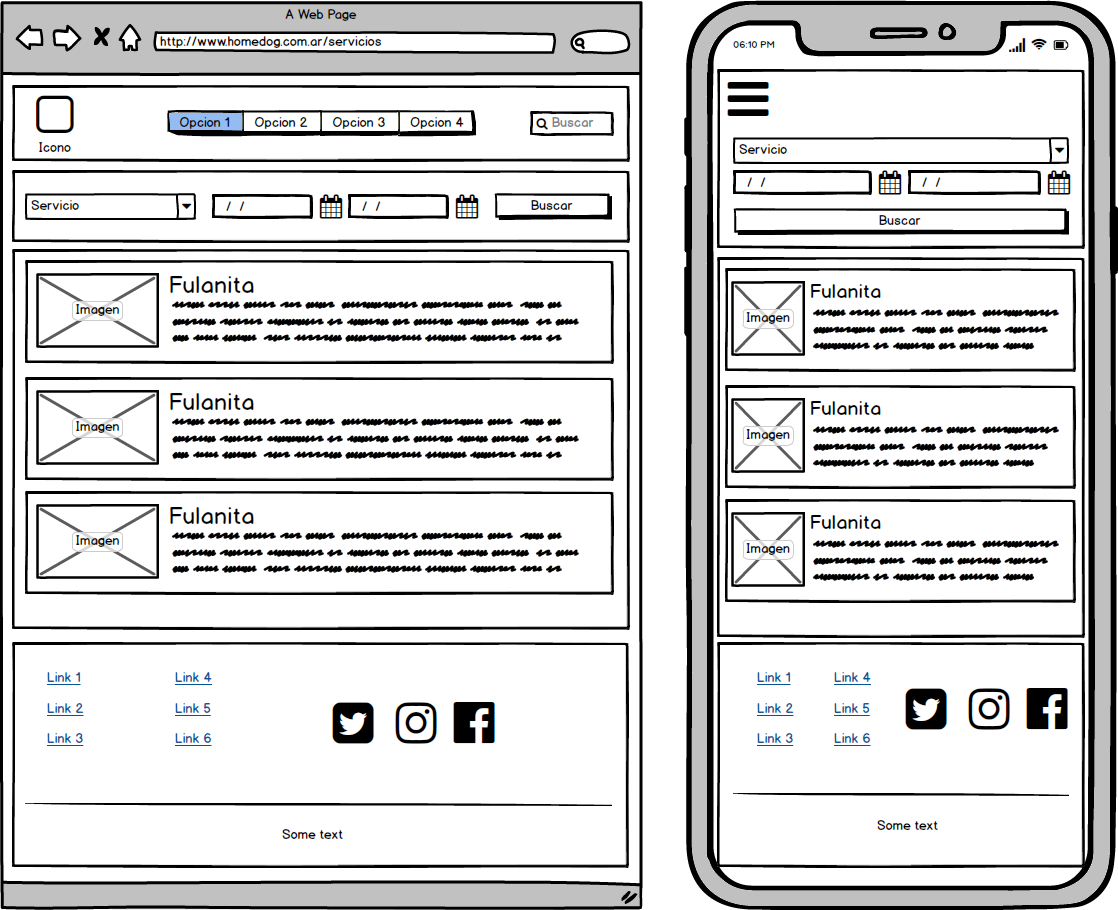 A Web Page
http://www.homedog.com.ar/servicios
Icono
Opcion 1 Opcion 2 Opcion 3 Opcion 4
Buscar
Servicio / / / / Buscar
Fulanita
Imagen
Fulanita
Imagen
Fulanita
Imagen
Link 1 Link 4
Link 2 Link 5
Link 3 Link 6
Some text
06:10 PM
Servicio
/ / / /
Buscar
Fulanita
Imagen
Fulanita
Imagen
Fulanita
Imagen
Link 1 Link 4
Link 2 Link 5
Link 3 Link 6
Some text